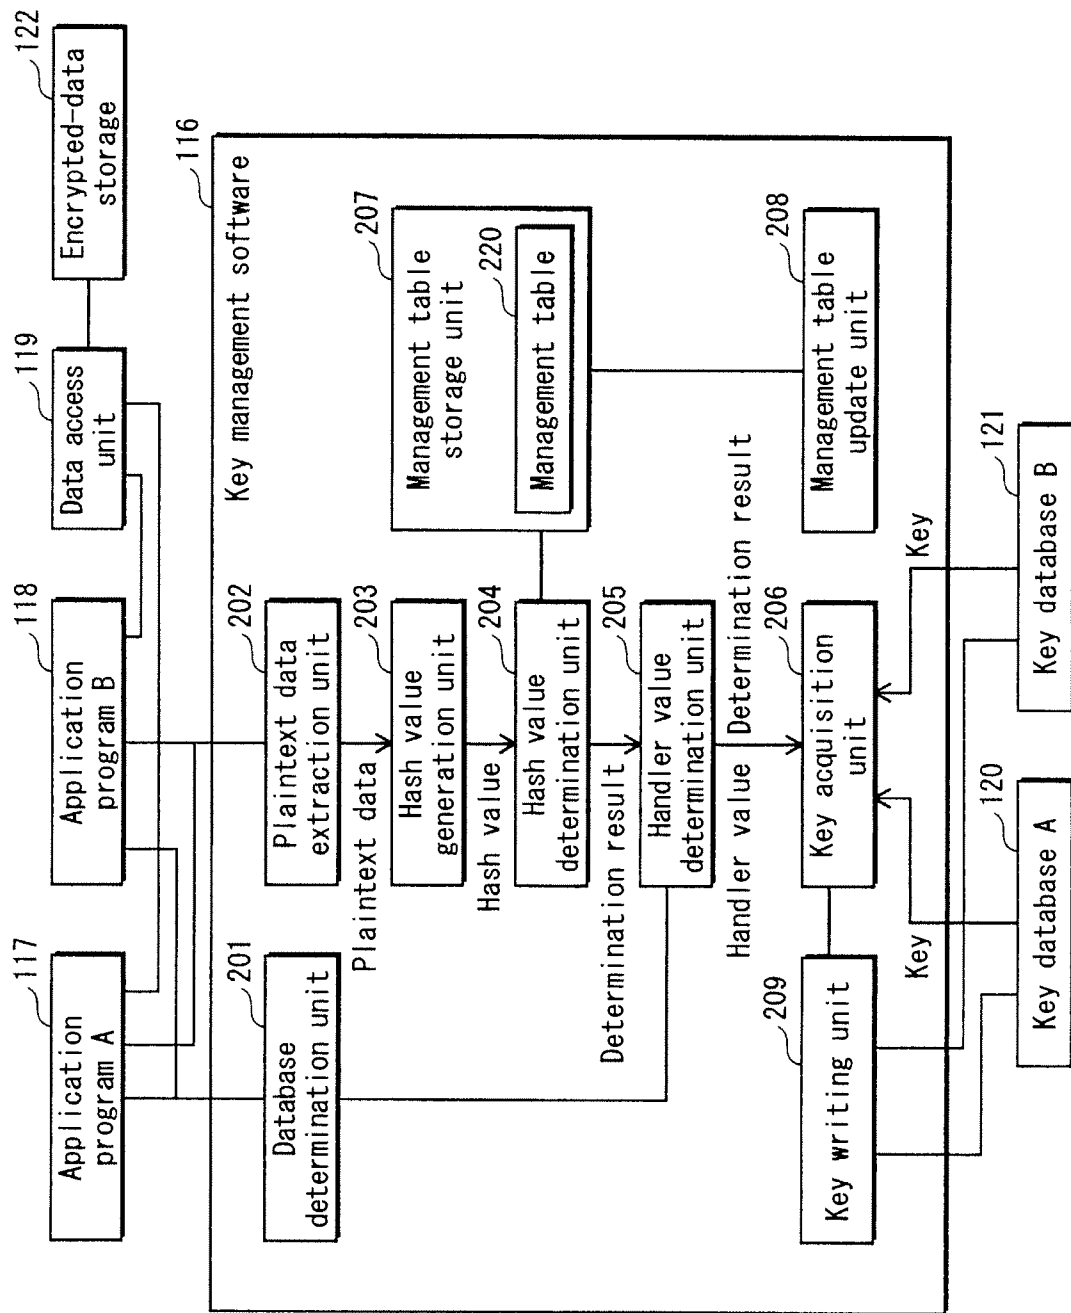 117
Application
program A
118
Application
program B
119
Data access
unit
122
Encrypted-data
storage
116
Key management software
201
Database
determination unit
202
Plaintext data
extraction unit
Plaintext data
203
Hash value
generation unit
Hash value
204
Hash value
determination unit
Determination result
205
Handler value
determination unit
Handler value
Determination result
206
Key acquisition
unit
207
Management table
storage unit
220
Management table
208
Management table
update unit
209
Key writing unit
Key
Key
120
Key database A
121
Key database B